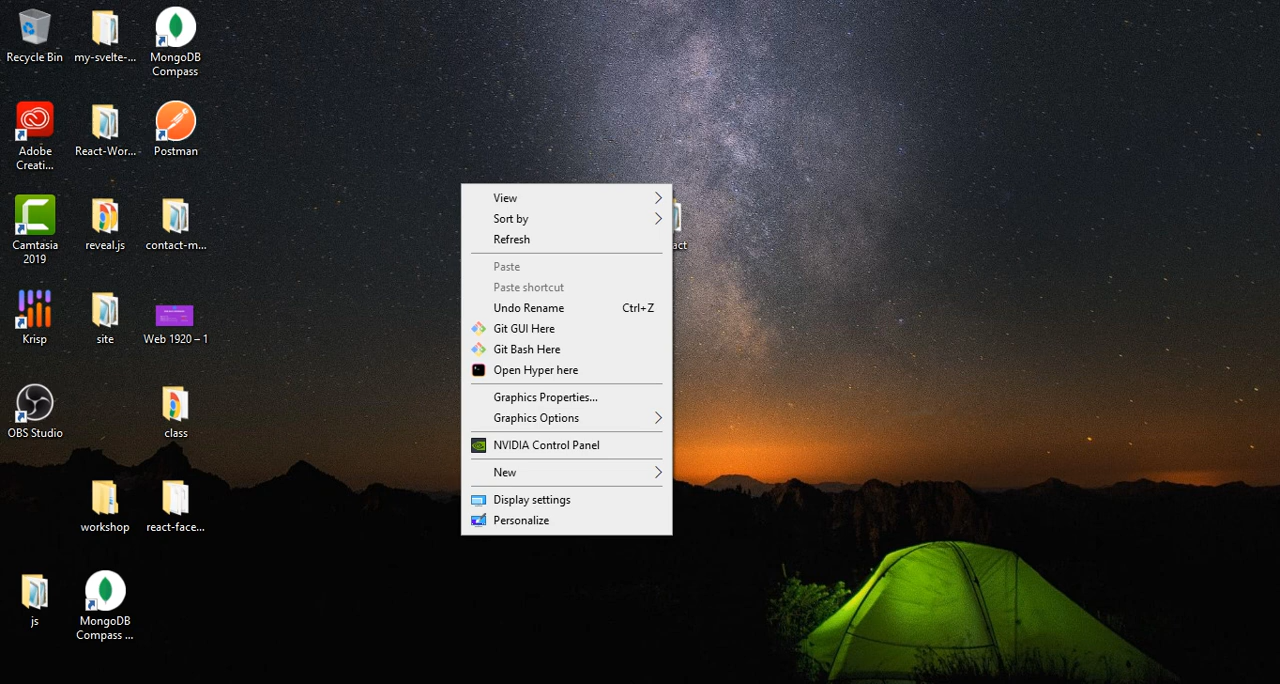 Recycle Bin
my-svelte-...
MongoDB
Compass
Adobe
Creati...
React-Wor...
Postman
Camtasia
2019
reveal.js
contact-m...
Krisp
site
Web 1920 – 1
OBS Studio
class
workshop
react-face...
js
MongoDB
Compass ...
View
Sort by
Refresh
Paste
Paste shortcut
Undo Rename Ctrl+Z
Git GUI Here
Git Bash Here
Open Hyper here
Graphics Properties...
Graphics Options
NVIDIA Control Panel
New
Display settings
Personalize
act